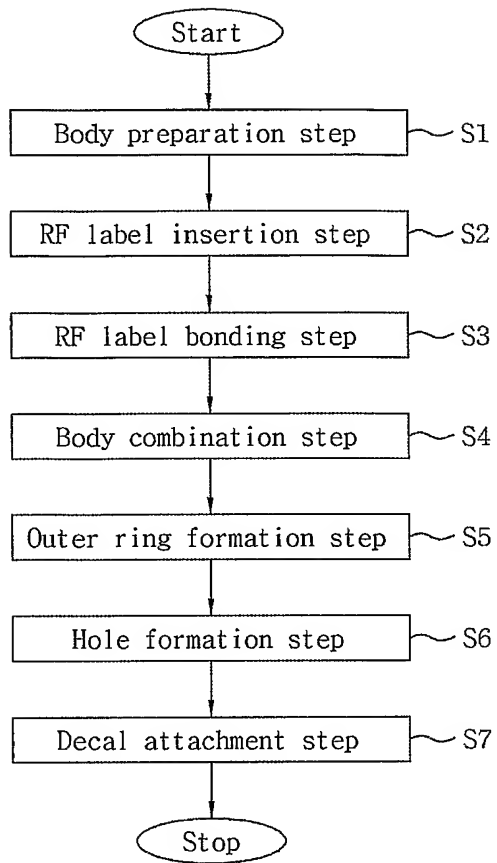 Start
Body preparation step S1
RF label insertion step S2
RF label bonding step S3
Body combination step S4
Outer ring formation step S5
Hole formation step S6
Decal attachment step S7
Stop